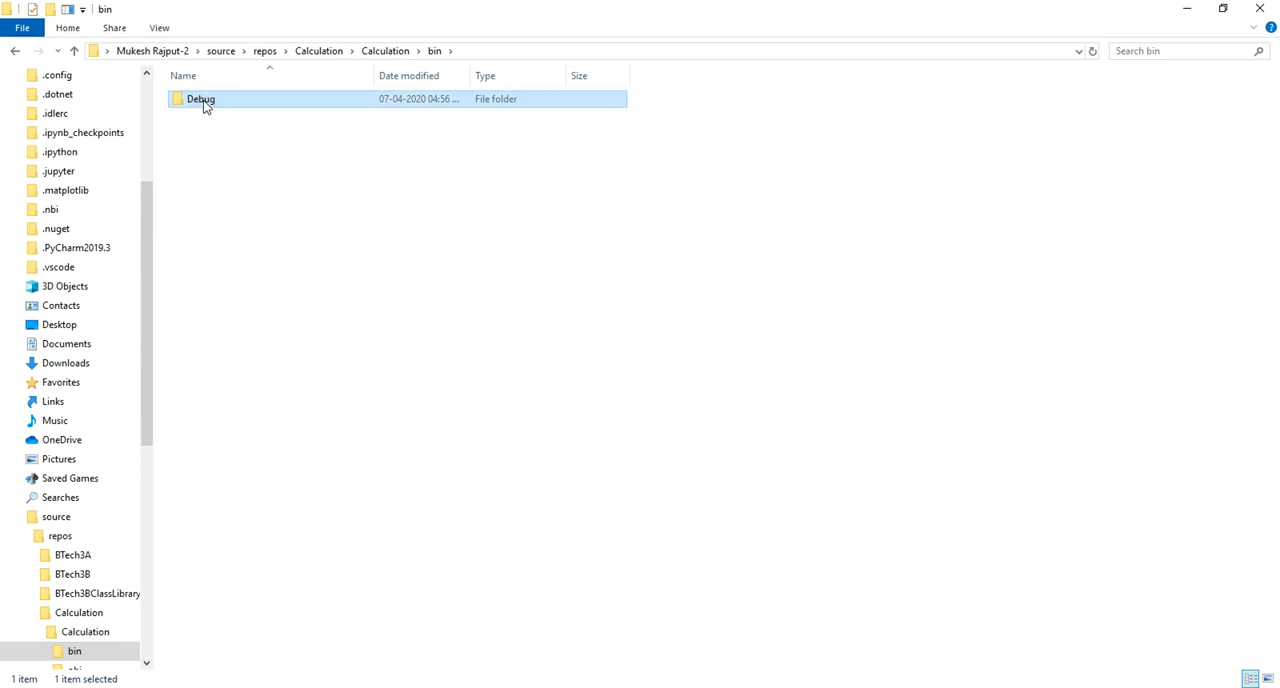 bin
File Home Share View
Mukesh Rajput-2 › source › repos › Calculation › Calculation › bin ›
Search bin
Name Date modified Type Size
Debug 07-04-2020 04:56 ... File folder
.config
.dotnet
.idlerc
.ipynb_checkpoints
.ipython
.jupyter
.matplotlib
.nbi
.nuget
.PyCharm2019.3
.vscode
3D Objects
Contacts
Desktop
Documents
Downloads
Favorites
Links
Music
OneDrive
Pictures
Saved Games
Searches
source
repos
BTech3A
BTech3B
BTech3BClassLibrary
Calculation
Calculation
bin
1 item 1 item selected